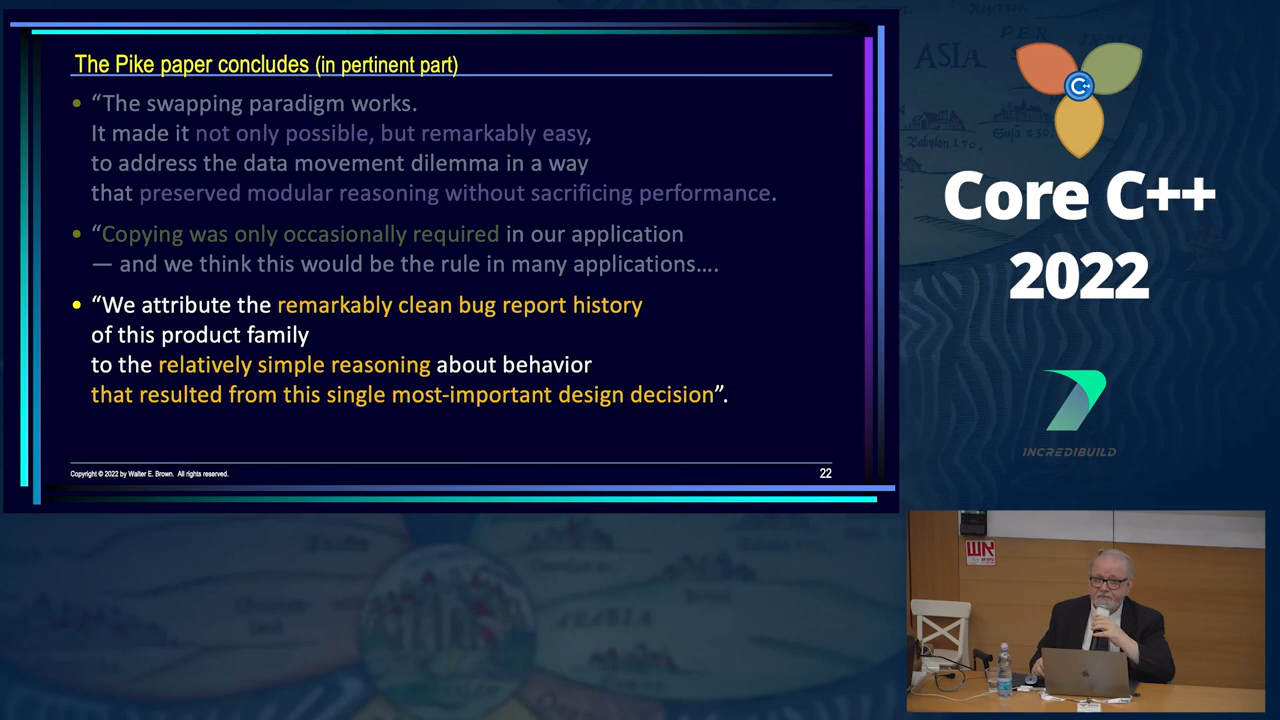 The Pike paper concludes (in pertinent part)
• “The swapping paradigm works.
It made it not only possible, but remarkably easy,
to address the data movement dilemma in a way
that preserved modular reasoning without sacrificing performance.
• “Copying was only occasionally required in our application
— and we think this would be the rule in many applications….
• “We attribute the remarkably clean bug report history
of this product family
to the relatively simple reasoning about behavior
that resulted from this single most-important design decision”.
Copyright © 2022 by Walter E. Brown. All rights reserved.
22
ASIA
PER
INDIA
Babylon
C++
Core C++
2022
INCREDIBUILD
ARABIA
אש